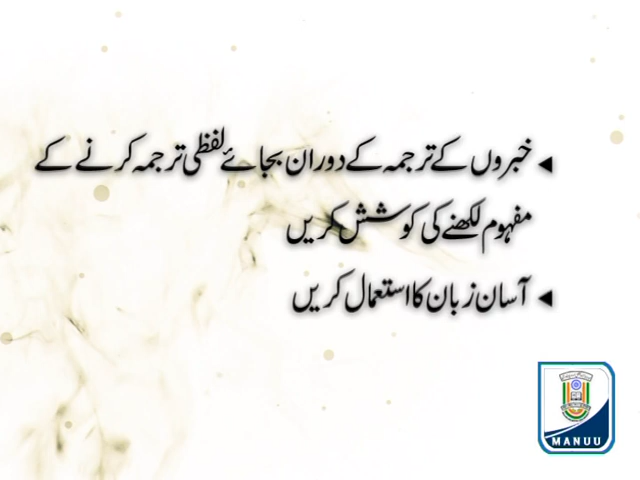 ◄ خبروں کے ترجمہ کے دوران بجائے لفظی ترجمہ کرنے کے
مفہوم لکھنے کی کوشش کریں
◄ آسان زبان کا استعمال کریں
MANUU